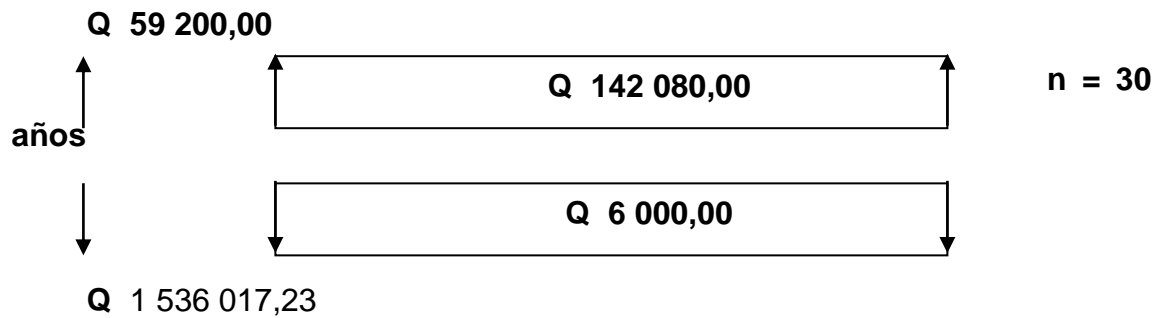 Q 59 200,00
Q 142 080,00
n = 30
años
Q 6 000,00
Q 1 536 017,23